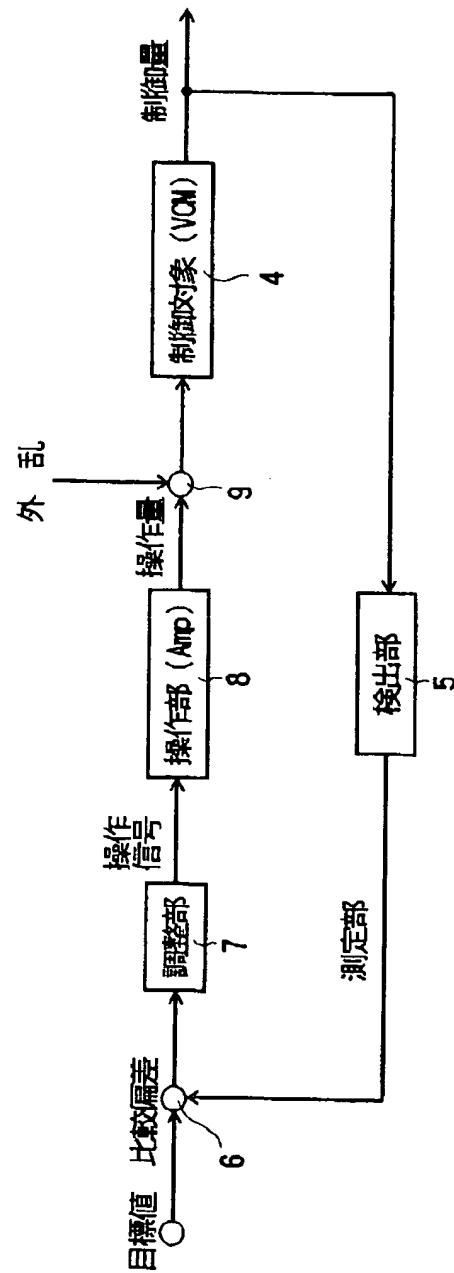 目標値
比較偏差
6
調整部
7
操作
信号
操作部(Amp)
8
操作量
9
外 乱
制御対象(VCM)
4
制御量
検出部
5
測定部